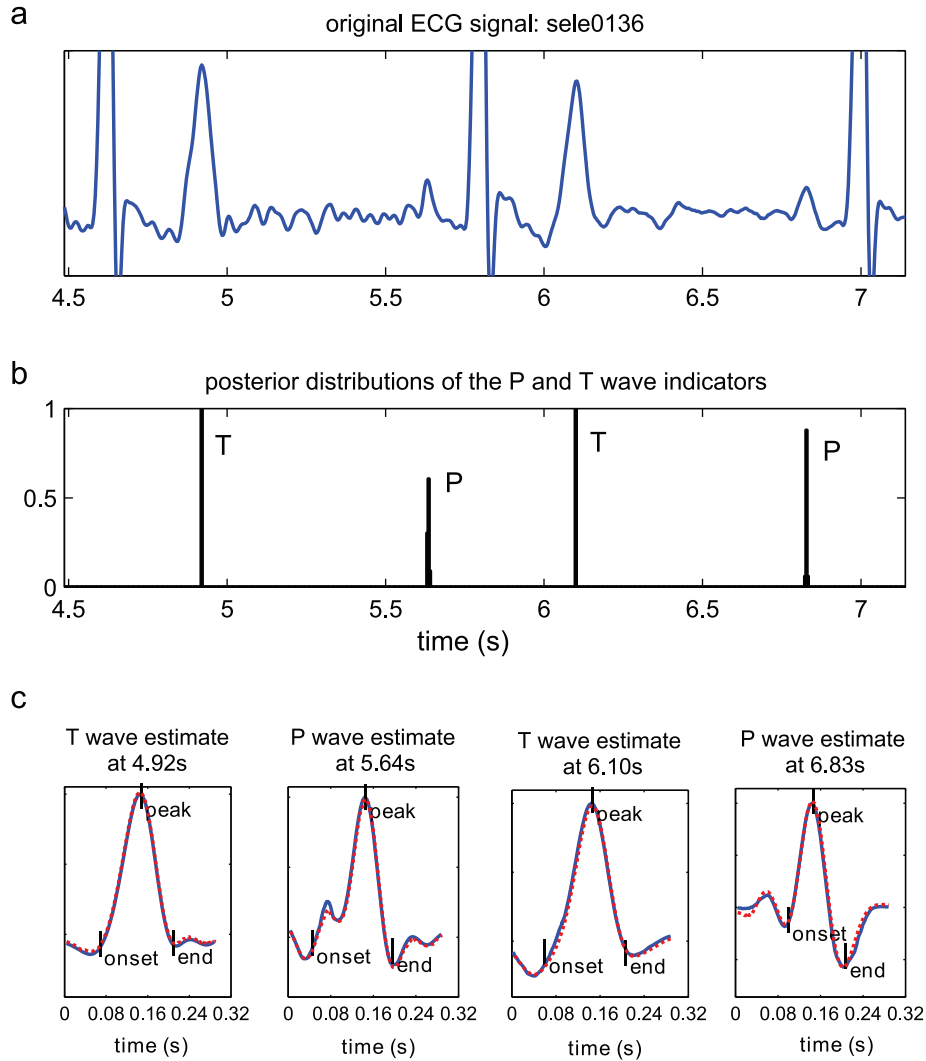 a
original ECG signal: sele0136
4.5 5 5.5 6 6.5 7
b
posterior distributions of the P and T wave indicators
1
0.5
0
T
P
T
P
4.5 5 5.5 6 6.5 7
time (s)
c
T wave estimate
at 4.92s
peak
onset
end
0 0.08 0.16 0.24 0.32
time (s)
P wave estimate
at 5.64s
peak
onset
end
0 0.08 0.16 0.24 0.32
time (s)
T wave estimate
at 6.10s
peak
onset
end
0 0.08 0.16 0.24 0.32
time (s)
P wave estimate
at 6.83s
peak
onset
end
0 0.08 0.16 0.24 0.32
time (s)